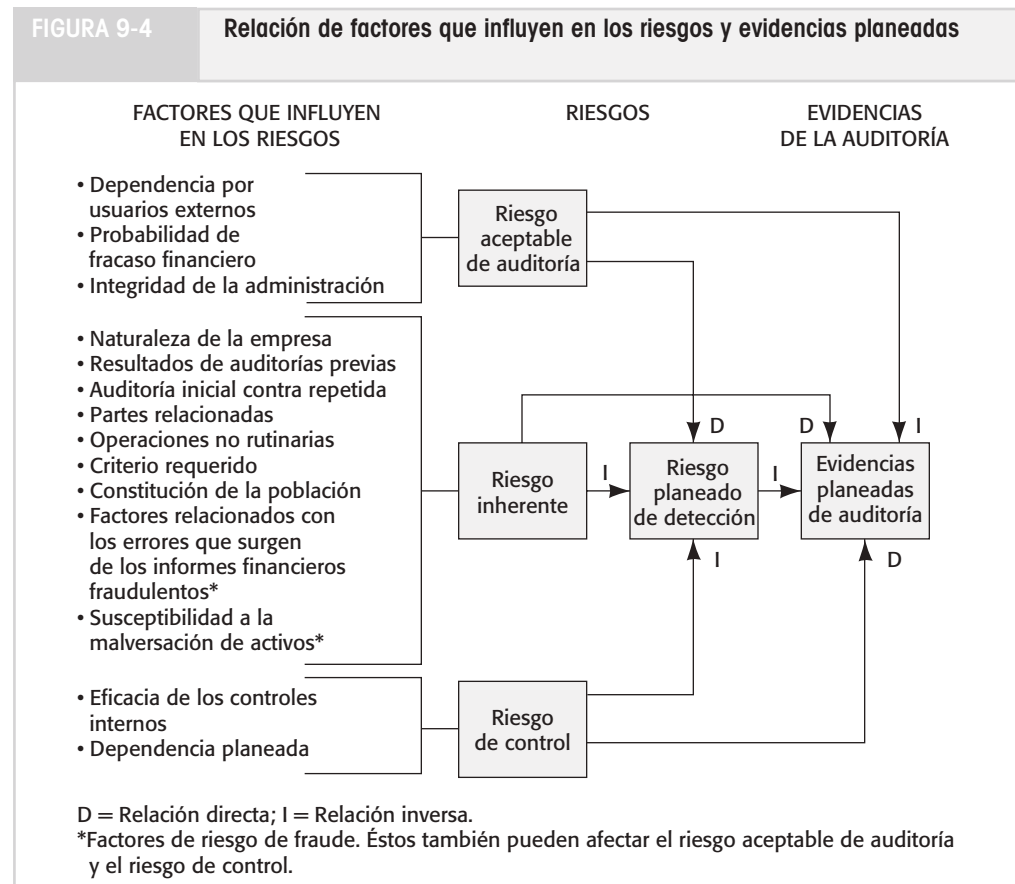 FIGURA 9-4
Relación de factores que influyen en los riesgos y evidencias planeadas
FACTORES QUE INFLUYEN
EN LOS RIESGOS
RIESGOS
EVIDENCIAS
DE LA AUDITORÍA
• Dependencia por
usuarios externos
• Probabilidad de
fracaso financiero
• Integridad de la administración
Riesgo
aceptable
de auditoría
• Naturaleza de la empresa
• Resultados de auditorías previas
• Auditoría inicial contra repetida
• Partes relacionadas
• Operaciones no rutinarias
• Criterio requerido
• Constitución de la población
• Factores relacionados con
los errores que surgen
de los informes financieros
fraudulentos*
• Susceptibilidad a la
malversación de activos*
Riesgo
inherente
I
D
Riesgo
planeado
de detección
I
I
D
I
Evidencias
planeadas
de auditoría
D
• Eficacia de los controles
internos
• Dependencia planeada
Riesgo
de control
D = Relación directa; I = Relación inversa.
*Factores de riesgo de fraude. Éstos también pueden afectar el riesgo aceptable de auditoría
y el riesgo de control.